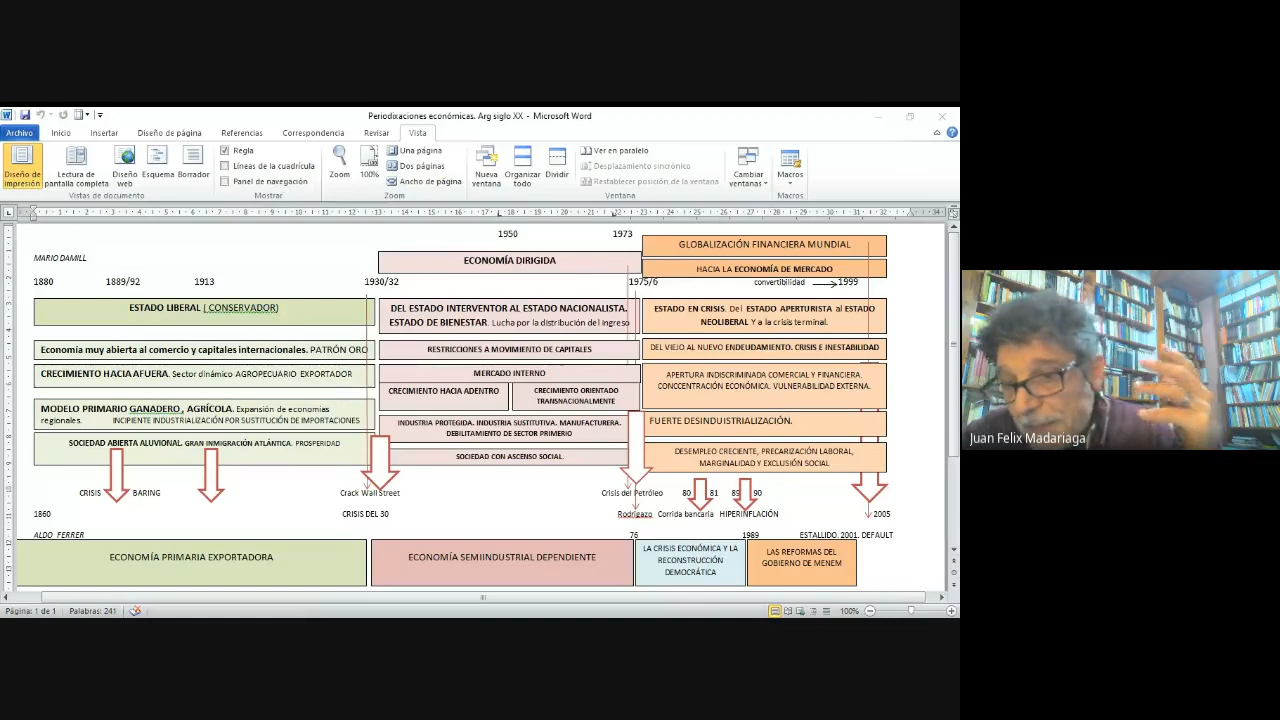 Periodixaciones económicas. Arg siglo XX - Microsoft Word
Archivo Inicio Insertar Diseño de página Referencias Correspondencia Revisar Vista
Diseño de impresión
Lectura de pantalla completa
Diseño web
Esquema
Borrador
Vistas de documento
Regla
Líneas de la cuadrícula
Panel de navegación
Mostrar
Zoom
100%
Una página
Dos páginas
Ancho de página
Zoom
Nueva ventana
Organizar todo
Dividir
Ver en paralelo
Desplazamiento sincrónico
Restablecer posición de la ventana
Ventana
Cambiar ventanas
Macros
Macros
1950 1973
GLOBALIZACIÓN FINANCIERA MUNDIAL
MARIO DAMILL
ECONOMÍA DIRIGIDA
HACIA LA ECONOMÍA DE MERCADO
1880 1889/92 1913 1930/32 1975/6 convertibilidad 1999
ESTADO LIBERAL ( CONSERVADOR)
DEL ESTADO INTERVENTOR AL ESTADO NACIONALISTA.
ESTADO DE BIENESTAR. Lucha por la distribución del ingreso
ESTADO EN CRISIS. Del ESTADO APERTURISTA al ESTADO
NEOLIBERAL Y a la crisis terminal.
Economía muy abierta al comercio y capitales internacionales. PATRÓN ORO
RESTRICCIONES A MOVIMIENTO DE CAPITALES
DEL VIEJO AL NUEVO ENDEUDAMIENTO. CRISIS E INESTABILIDAD
CRECIMIENTO HACIA AFUERA. Sector dinámico AGROPECUARIO EXPORTADOR
MERCADO INTERNO
CRECIMIENTO HACIA ADENTRO
CRECIMIENTO ORIENTADO
TRANSNACIONALMENTE
APERTURA INDISCRIMINADA COMERCIAL Y FINANCIERA.
CONCCENTRACIÓN ECONÓMICA. VULNERABILIDAD EXTERNA.
MODELO PRIMARIO GANADERO , AGRÍCOLA. Expansión de economías
regionales. INCIPIENTE INDUSTRIALIZACIÓN POR SUSTITUCIÓN DE IMPORTACIONES
INDUSTRIA PROTEGIDA. INDUSTRIA SUSTITUTIVA. MANUFACTURERA.
DEBILITAMIENTO DE SECTOR PRIMERIO
FUERTE DESINDUISTRIALIZACIÓN.
SOCIEDAD ABIERTA ALUVIONAL. GRAN INMIGRACIÓN ATLÁNTICA. PROSPERIDAD
SOCIEDAD CON ASCENSO SOCIAL.
DESEMPLEO CRECIENTE, PRECARIZACIÓN LABORAL,
MARGINALIDAD Y EXCLUSIÓN SOCIAL
CRISIS BARING Crack Wall Street Crisis del Petróleo 80 81 89 90
1860 CRISIS DEL 30 Rodrigazo Corrida bancaria HIPERINFLACIÓN 2005
ALDO FERRER 76 1989 ESTALLIDO. 2001. DEFAULT
ECONOMÍA PRIMARIA EXPORTADORA
ECONOMÍA SEMIINDUSTRIAL DEPENDIENTE
LA CRISIS ECONÓMICA Y LA
RECONSTRUCCIÓN
DEMOCRÁTICA
LAS REFORMAS DEL
GOBIERNO DE MENEM
Página: 1 de 1 Palabras: 241 100%
Juan Felix Madariaga